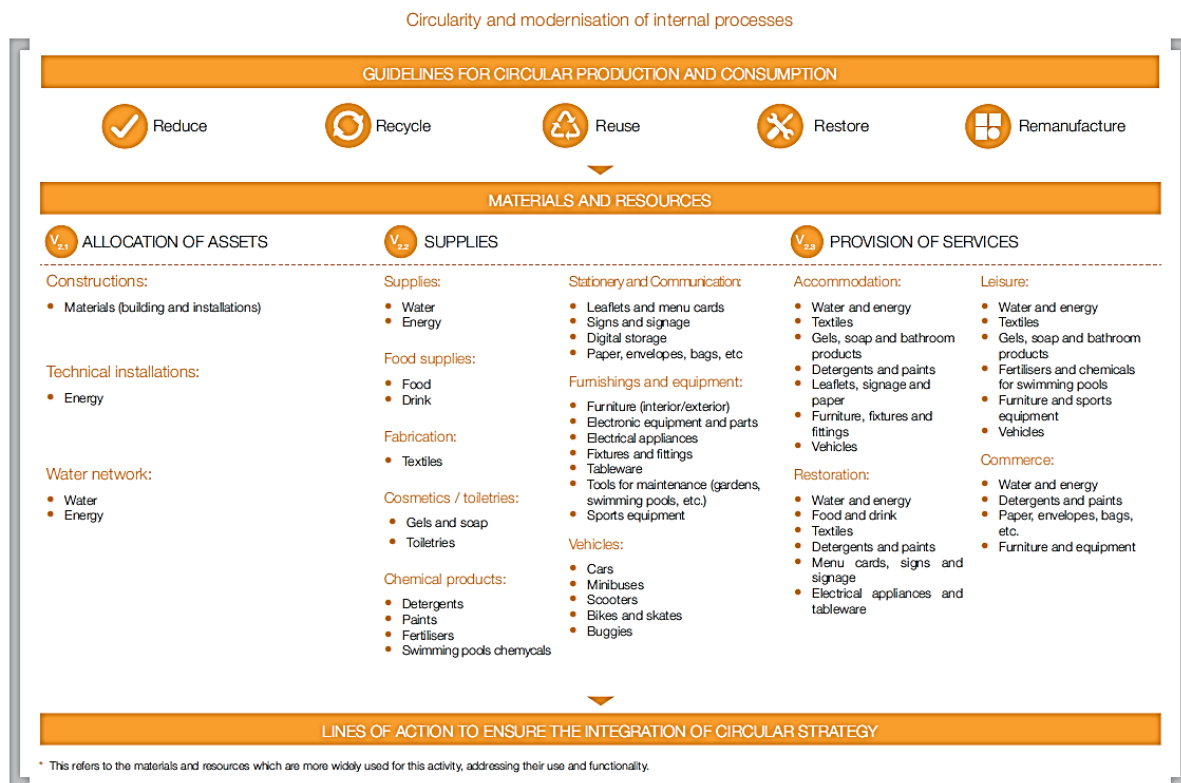 Circularity and modernisation of internal processes
GUIDELINES FOR CIRCULAR PRODUCTION AND CONSUMPTION
Reduce
Recycle
Reuse
Restore
Remanufacture
MATERIALS AND RESOURCES
V2.1 ALLOCATION OF ASSETS
Constructions:
• Materials (building and installations)
Technical installations:
• Energy
Water network:
• Water
• Energy
V2.2 SUPPLIES
Supplies:
• Water
• Energy
Food supplies:
• Food
• Drink
Fabrication:
• Textiles
Cosmetics / toiletries:
• Gels and soap
• Toiletries
Chemical products:
• Detergents
• Paints
• Fertilisers
• Swimming pools chemycals
Stationery and Communication:
• Leaflets and menu cards
• Signs and signage
• Digital storage
• Paper, envelopes, bags, etc
Furnishings and equipment:
• Furniture (interior/exterior)
• Electronic equipment and parts
• Electrical appliances
• Fixtures and fittings
• Tableware
• Tools for maintenance (gardens,
swimming pools, etc.)
• Sports equipment
Vehicles:
• Cars
• Minibuses
• Scooters
• Bikes and skates
• Buggies
V2.3 PROVISION OF SERVICES
Accommodation:
• Water and energy
• Textiles
• Gels, soap and bathroom
products
• Detergents and paints
• Leaflets, signage and
paper
• Furniture, fixtures and
fittings
• Vehicles
Restoration:
• Water and energy
• Food and drink
• Textiles
• Detergents and paints
• Menu cards, signs and
signage
• Electrical appliances and
tableware
Leisure:
• Water and energy
• Textiles
• Gels, soap and bathroom
products
• Fertilisers and chemicals
for swimming pools
• Furniture and sports
equipment
• Vehicles
Commerce:
• Water and energy
• Detergents and paints
• Paper, envelopes, bags,
etc.
• Furniture and equipment
LINES OF ACTION TO ENSURE THE INTEGRATION OF CIRCULAR STRATEGY
* This refers to the materials and resources which are more widely used for this activity, addressing their use and functionality.